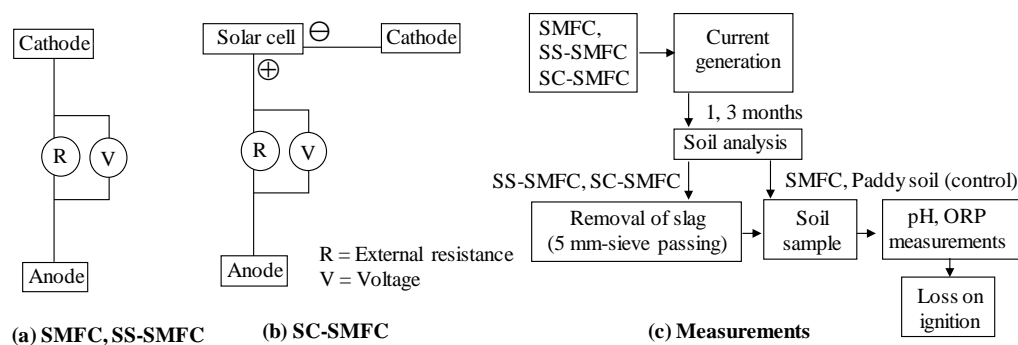 Cathode
R
V
Anode
(a) SMFC, SS-SMFC
Solar cell
⊖
Cathode
⊕
R
V
Anode
R = External resistance
V = Voltage
(b) SC-SMFC
SMFC,
SS-SMFC
SC-SMFC
Current
generation
1, 3 months
Soil analysis
SS-SMFC, SC-SMFC
SMFC, Paddy soil (control)
Removal of slag
(5 mm-sieve passing)
Soil
sample
pH, ORP
measurements
Loss on
ignition
(c) Measurements